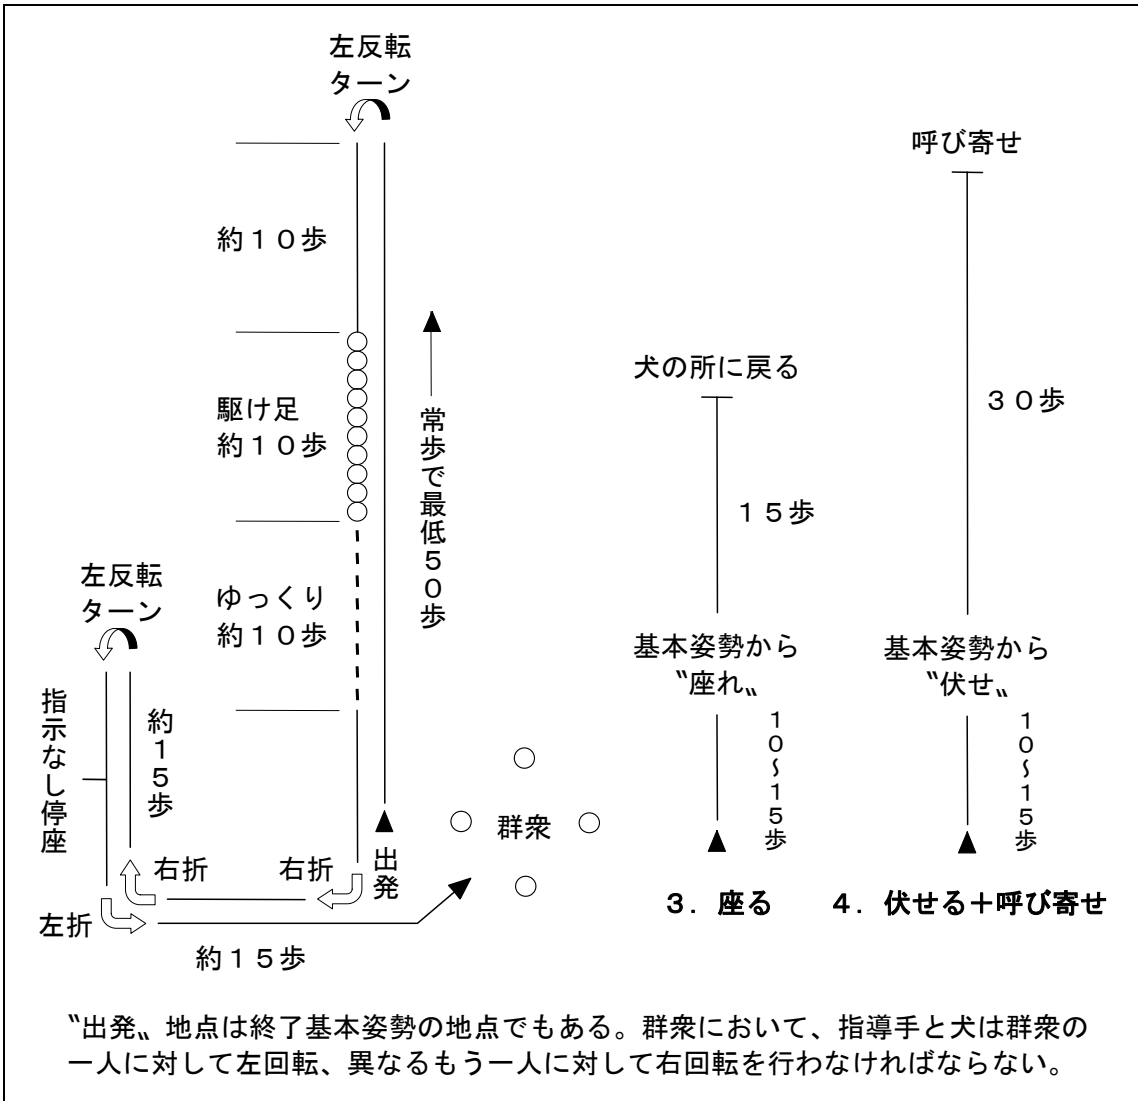 左反転
ターン
約１０歩
駆け足
約１０歩
ゆっくり
約１０歩
常歩で最低５０歩
左反転
ターン
指示なし停座
約１５歩
右折
右折
出発
左折
約１５歩
群衆
犬の所に戻る
１５歩
基本姿勢から
〝座れ〟
１０～１５歩
３．座る
呼び寄せ
３０歩
基本姿勢から
〝伏せ〟
１０～１５歩
４．伏せる＋呼び寄せ
〝出発〟地点は終了基本姿勢の地点でもある。群衆において、指導手と犬は群衆の
一人に対して左回転、異なるもう一人に対して右回転を行わなければならない。